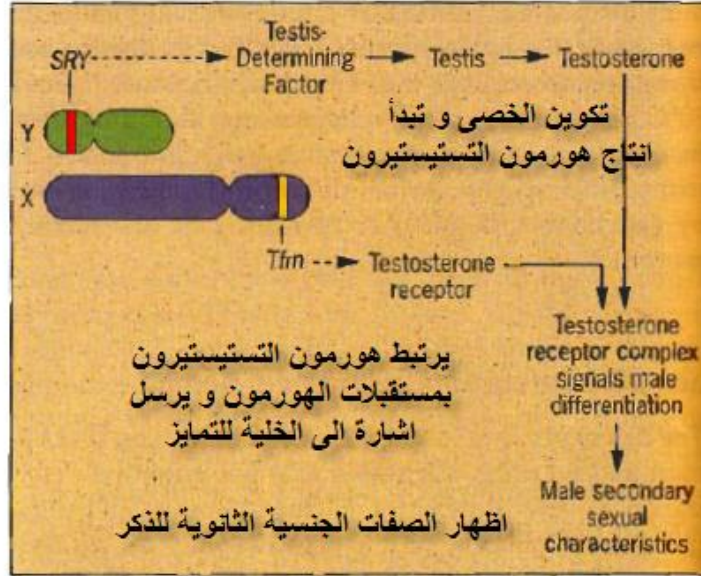 SRY
Testis-
Determining
Factor
Testis
Testosterone
تكوين الخصى و تبدأ
انتاج هورمون التستيستيرون
Y
X
Tfm
Testosterone
receptor
يرتبط هورمون التستيستيرون
بمستقبلات الهورمون و يرسل
اشارة الى الخلية للتمايز
Testosterone
receptor complex
signals male
differentiation
اظهار الصفات الجنسية الثانوية للذكر
Male secondary
sexual
characteristics